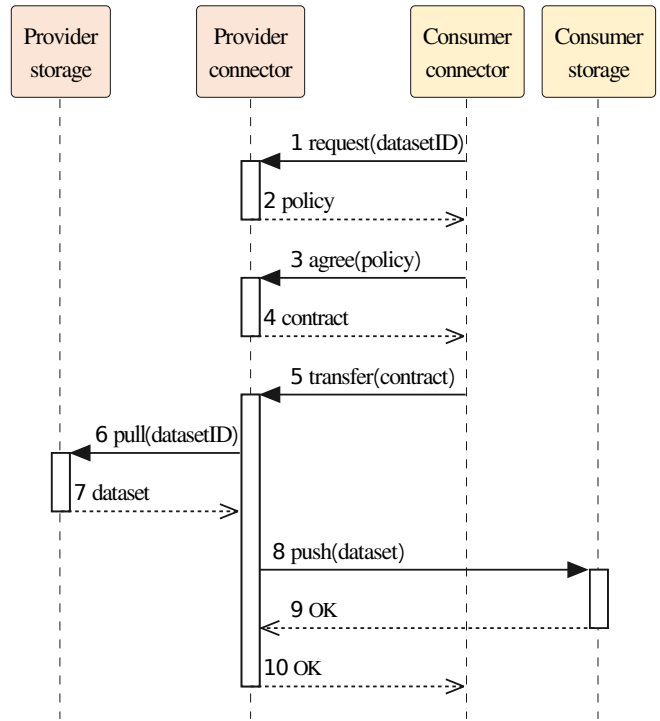 Provider
storage
Provider
connector
Consumer
connector
Consumer
storage
1 request(datasetID)
2 policy
3 agree(policy)
4 contract
5 transfer(contract)
6 pull(datasetID)
7 dataset
8 push(dataset)
9 OK
10 OK